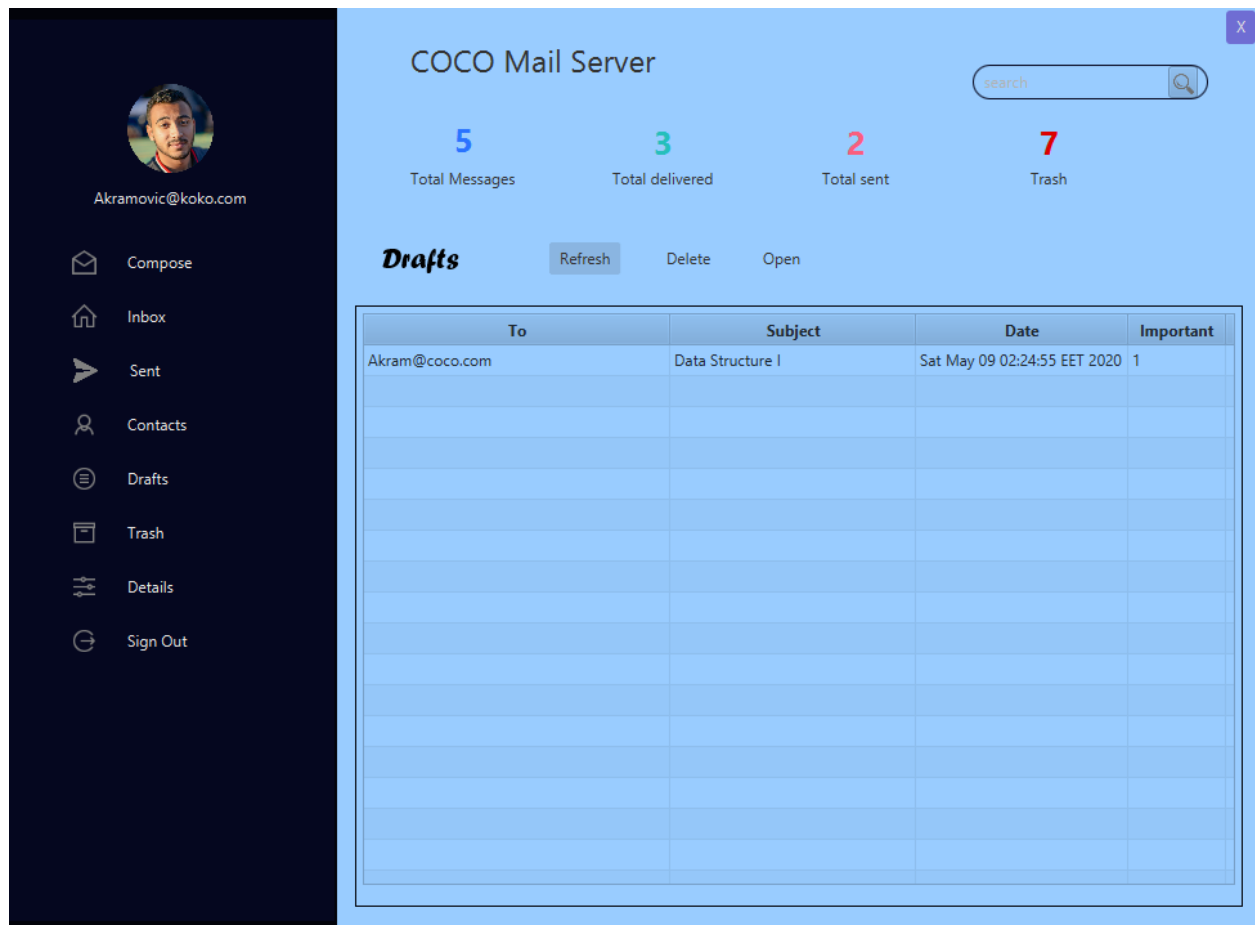 X
COCO Mail Server
search
5 3 2 7
Total Messages Total delivered Total sent Trash
Akramovic@koko.com
Compose
Inbox
Sent
Contacts
Drafts
Trash
Details
Sign Out
Drafts Refresh Delete Open
To Subject Date Important
Akram@coco.com Data Structure I Sat May 09 02:24:55 EET 2020 1